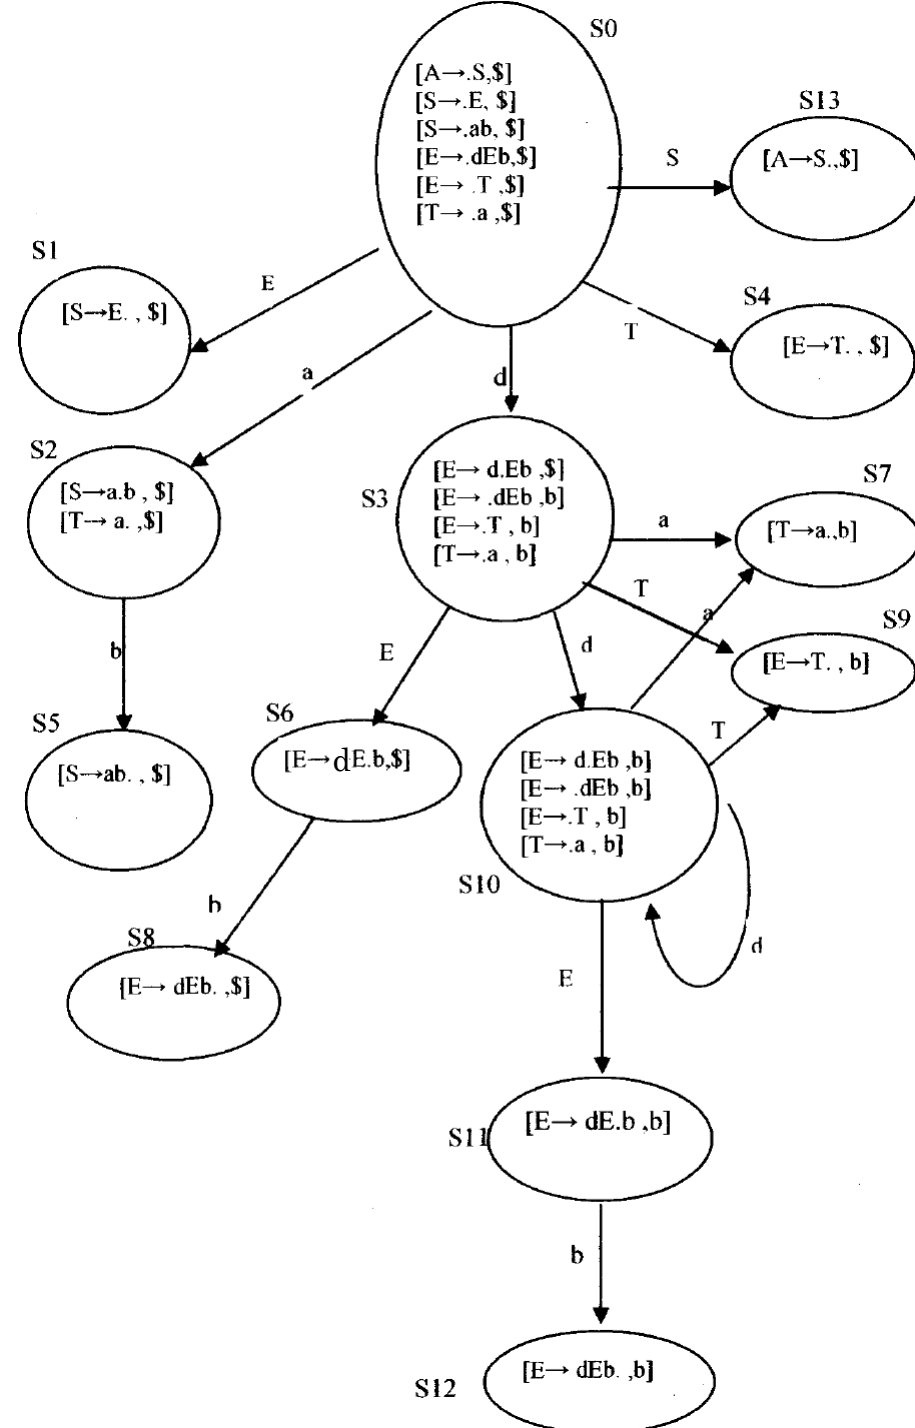 S0
[A→.S,$]
[S→.E, $]
[S→.ab, $]
[E→.dEb,$]
[E→ .T ,$]
[T→ .a ,$]
S
S13
[A→S.,$]
S1
[S→E. , $]
E
a
d
T
S4
[E→T. , $]
S2
[S→a.b , $]
[T→ a. ,$]
S3
[E→ d.Eb ,$]
[E→ .dEb ,b]
[E→.T , b]
[T→.a , b]
a
S7
[T→a.,b]
T
a
S9
[E→T. , b]
b
E
d
S5
[S→ab. , $]
S6
[E→dE.b,$]
T
[E→ d.Eb ,b]
[E→ .dEb ,b]
[E→.T , b]
[T→.a , b]
S10
b
d
S8
[E→ dEb. ,$]
E
S11
[E→ dE.b ,b]
b
S12
[E→ dEb. ,b]